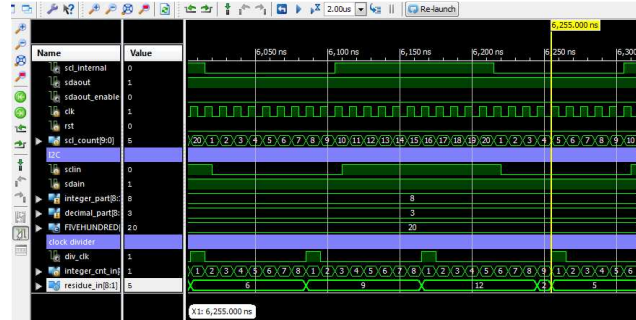 2.00us Re-launch
6,255.000 ns
6,050 ns 6,100 ns 6,150 ns 6,200 ns 6,250 ns 6,300
Name Value
scl_internal 0
sdaout 1
sdaout_enable 0
clk 1
rst 0
scl_count[9:0] 5 20 1 2 3 4 5 6 7 8 9 10 11 12 13 14 15 16 17 18 19 20 1 2 3 4 5 6 7 8 9 10
I2C
sclin 0
sdain 1
integer_part[8: 8 8
decimal_part[8: 3 3
FIVEHUNDRED[ 20 20
clock divider
div_clk 1
integer_cnt_in[ 1 1 2 3 4 5 6 7 8 1 2 3 4 5 6 7 8 1 2 3 4 5 6 7 8 9 1 2 3 4 5 6
residue_in[8:1] 5 6 9 12 2 5
X1: 6,255.000 ns